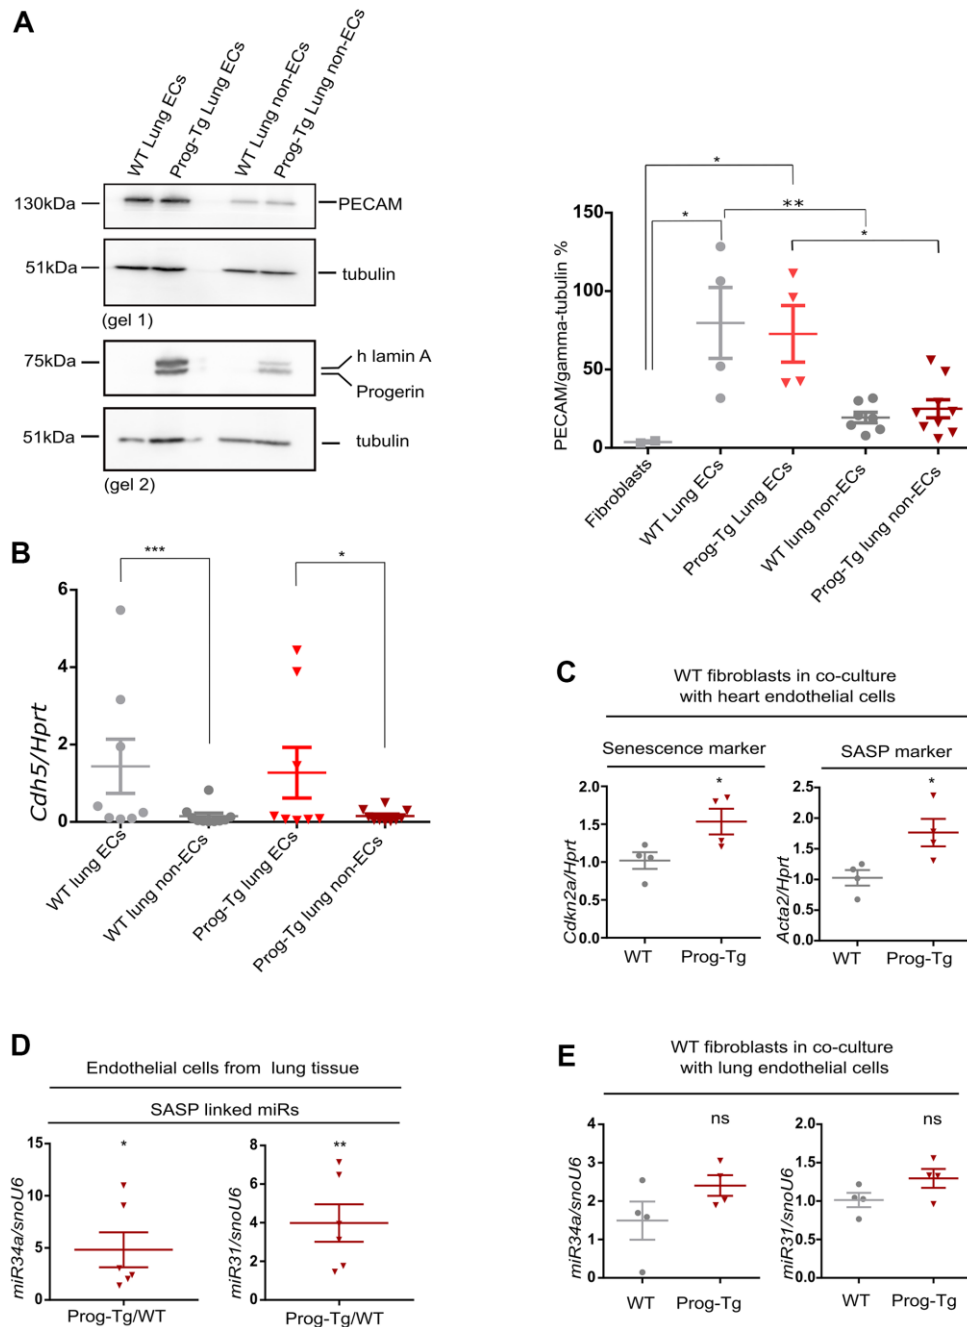 A
WT Lung ECs
Prog-Tg Lung ECs
WT Lung non-ECs
Prog-Tg Lung non-ECs
130kDa
PECAM
51kDa
tubulin
(gel 1)
75kDa
h lamin A
Progerin
51kDa
tubulin
(gel 2)
PECAM/gamma-tubulin %
150
100
50
0
*
*
**
*
Fibroblasts
WT Lung ECs
Prog-Tg Lung ECs
WT lung non-ECs
Prog-Tg lung non-ECs
B
Cdh5/Hprt
6
4
2
0
***
*
WT lung ECs
WT lung non-ECs
Prog-Tg lung ECs
Prog-Tg lung non-ECs
C
WT fibroblasts in co-culture
with heart endothelial cells
Senescence marker
Cdkn2a/Hprt
2.0
1.5
1.0
0.5
0.0
*
WT
Prog-Tg
SASP marker
Acta2/Hprt
2.5
2.0
1.5
1.0
0.5
0.0
*
WT
Prog-Tg
D
Endothelial cells from lung tissue
SASP linked miRs
miR34a/snoU6
15
10
5
0
*
Prog-Tg/WT
miR31/snoU6
8
6
4
2
0
**
Prog-Tg/WT
E
WT fibroblasts in co-culture
with lung endothelial cells
miR34a/snoU6
4
3
2
1
0
ns
WT
Prog-Tg
miR31/snoU6
2.0
1.5
1.0
0.5
0.0
ns
WT
Prog-Tg